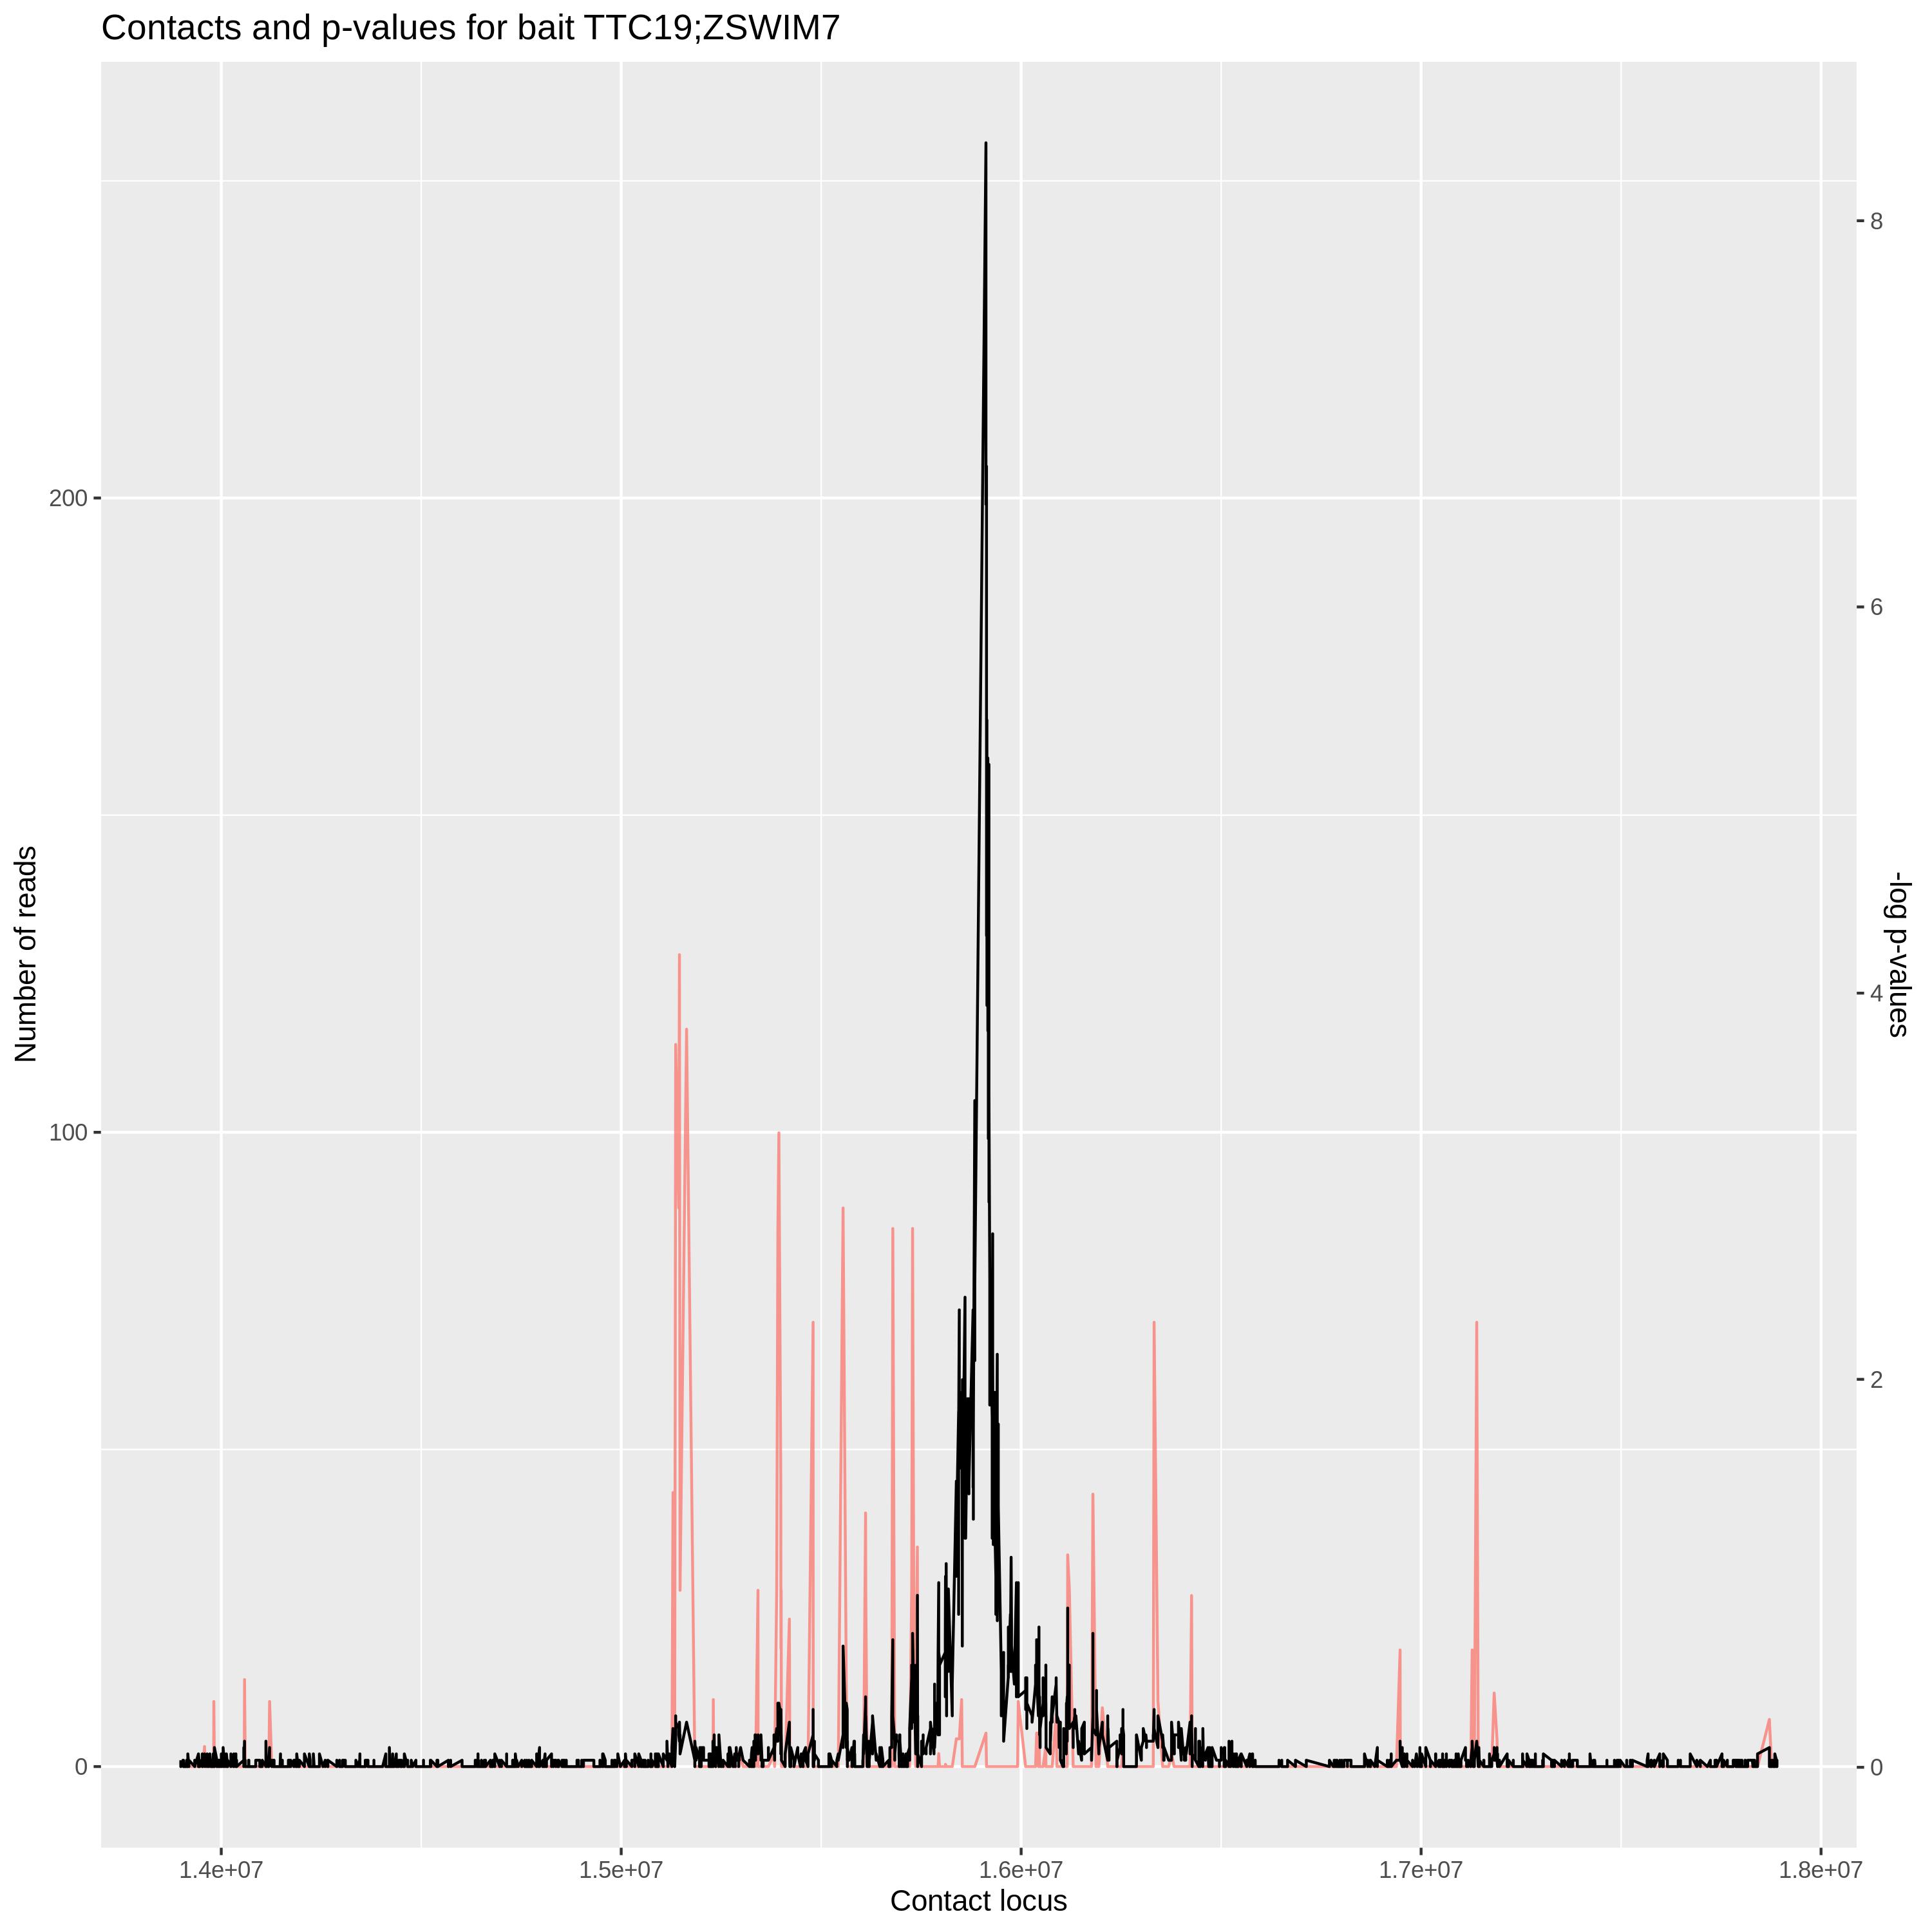 Contacts and p-values for bait TTC19;ZSWIM7
Number of reads
200
100
0
8
6
4
2
0
-log p-values
1.4e+07 1.5e+07 1.6e+07 1.7e+07 1.8e+07
Contact locus